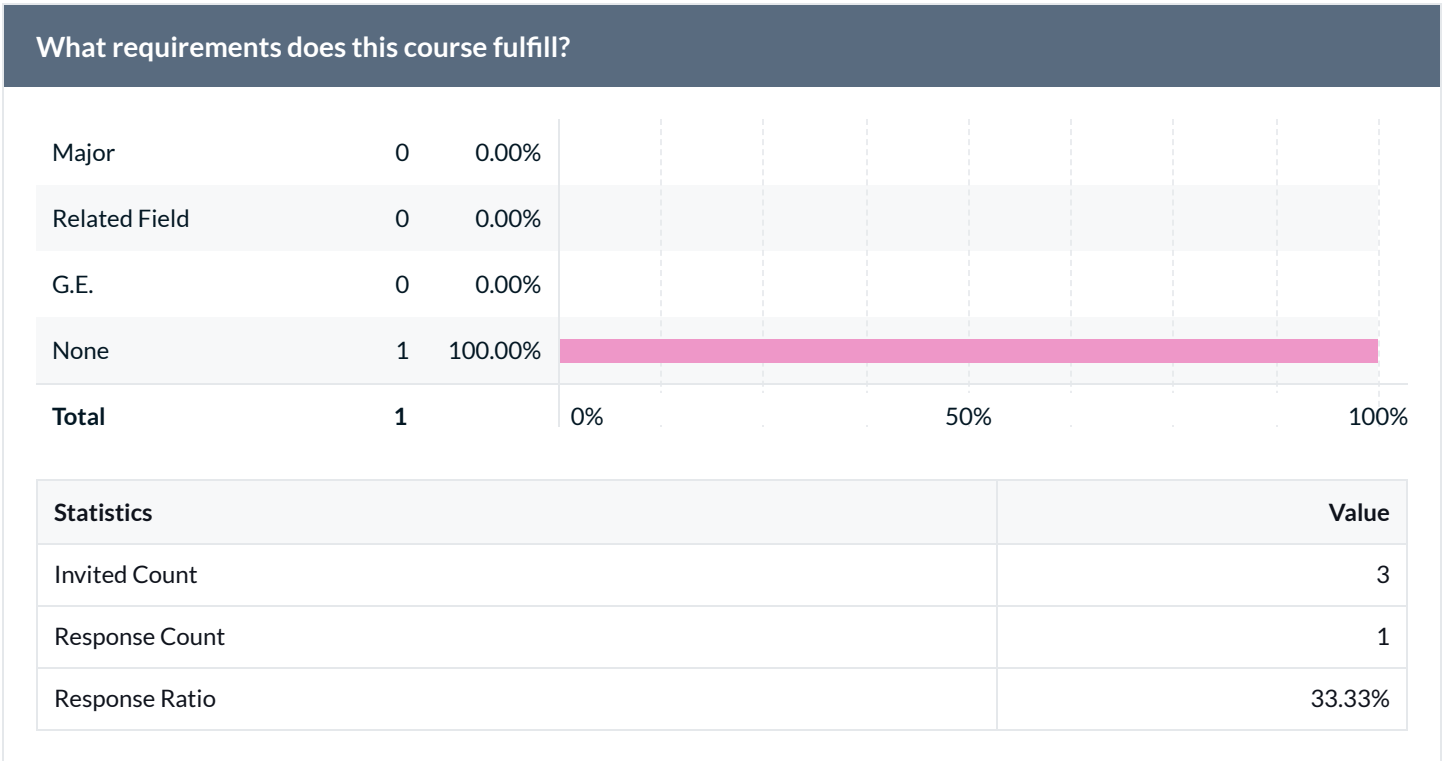 What requirements does this course fulfill?
Major 0 0.00%
Related Field 0 0.00%
G.E. 0 0.00%
None 1 100.00%
Total 1 0% 50% 100%
Statistics Value
Invited Count 3
Response Count 1
Response Ratio 33.33%